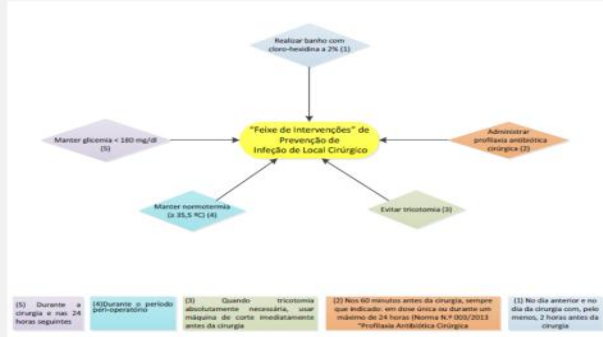 Realizar banho com
cloro-hexidina a 2% (1)
Manter glicemia < 180 mg/dl
(5)
"Feixe de Intervenções" de
Prevenção de
Infeção de Local Cirúrgico
Administrar
profilaxia antibiótica
cirúrgica (2)
Manter normotermia
(≥ 35,5 ºC) (4)
Evitar tricotomia (3)
(5) Durante a
cirurgia e nas 24
horas seguintes
(4)Durante o período
peri-operatório
(3) Quando tricotomia
absolutamente necessária, usar
máquina de corte imediatamente
antes da cirurgia
(2) Nos 60 minutos antes da cirurgia, sempre
que indicado: em dose única ou durante um
máximo de 24 horas (Norma N.º 003/2013
"Profilaxia Antibiótica Cirúrgica
(1) No dia anterior e no
dia da cirurgia com, pelo
menos, 2 horas antes da
cirurgia